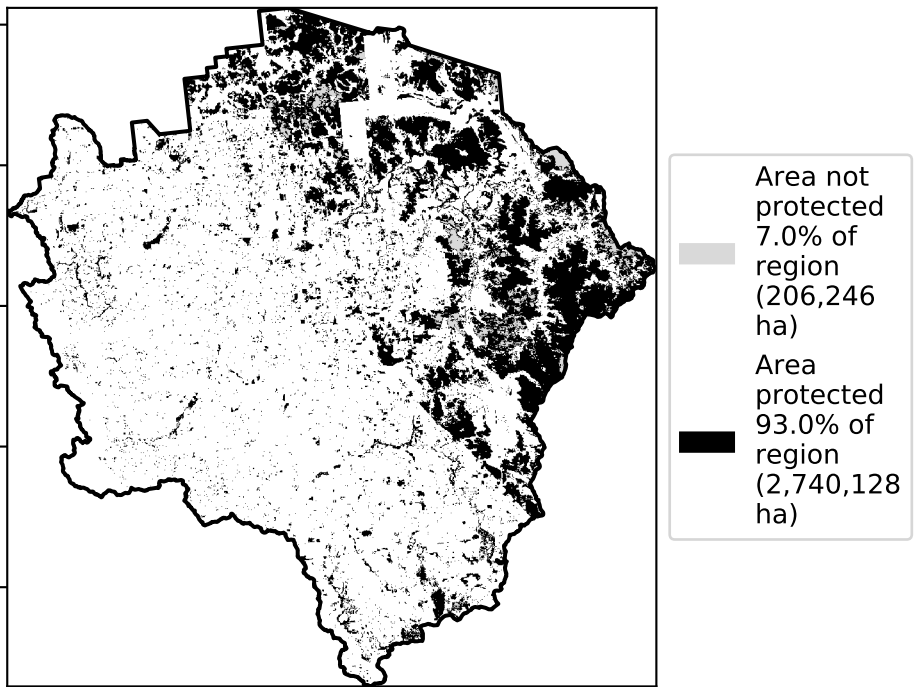 Area not
protected
7.0% of
region
(206,246
ha)
Area
protected
93.0% of
region
(2,740,128
ha)